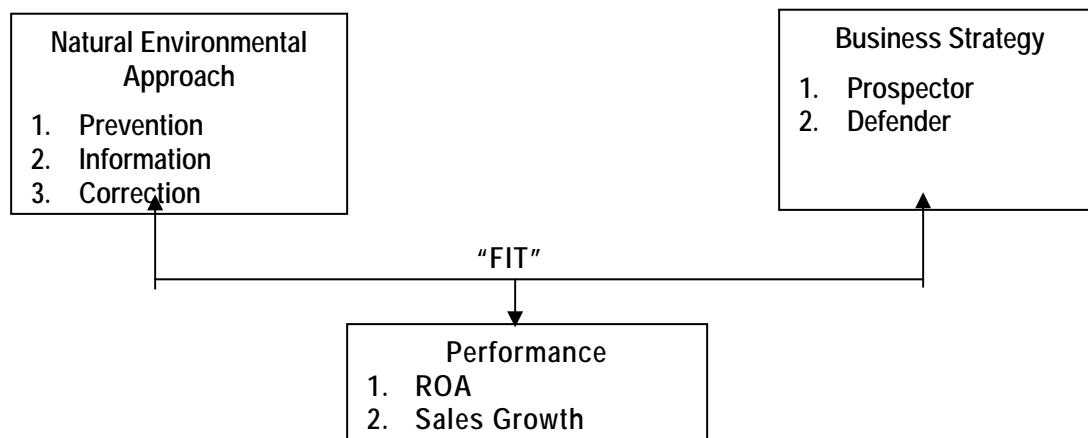 Natural Environmental
Approach
1. Prevention
2. Information
3. Correction
Business Strategy
1. Prospector
2. Defender
“FIT”
Performance
1. ROA
2. Sales Growth